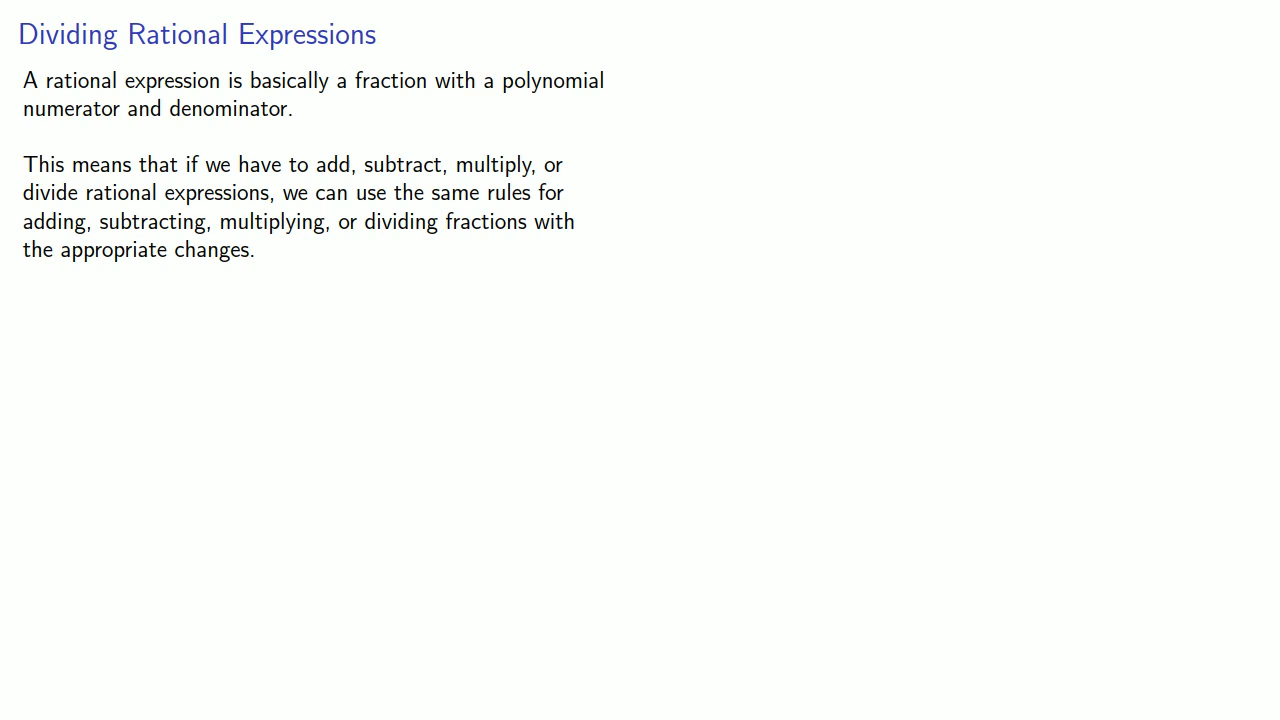 Dividing Rational Expressions
A rational expression is basically a fraction with a polynomial
numerator and denominator.
This means that if we have to add, subtract, multiply, or
divide rational expressions, we can use the same rules for
adding, subtracting, multiplying, or dividing fractions with
the appropriate changes.